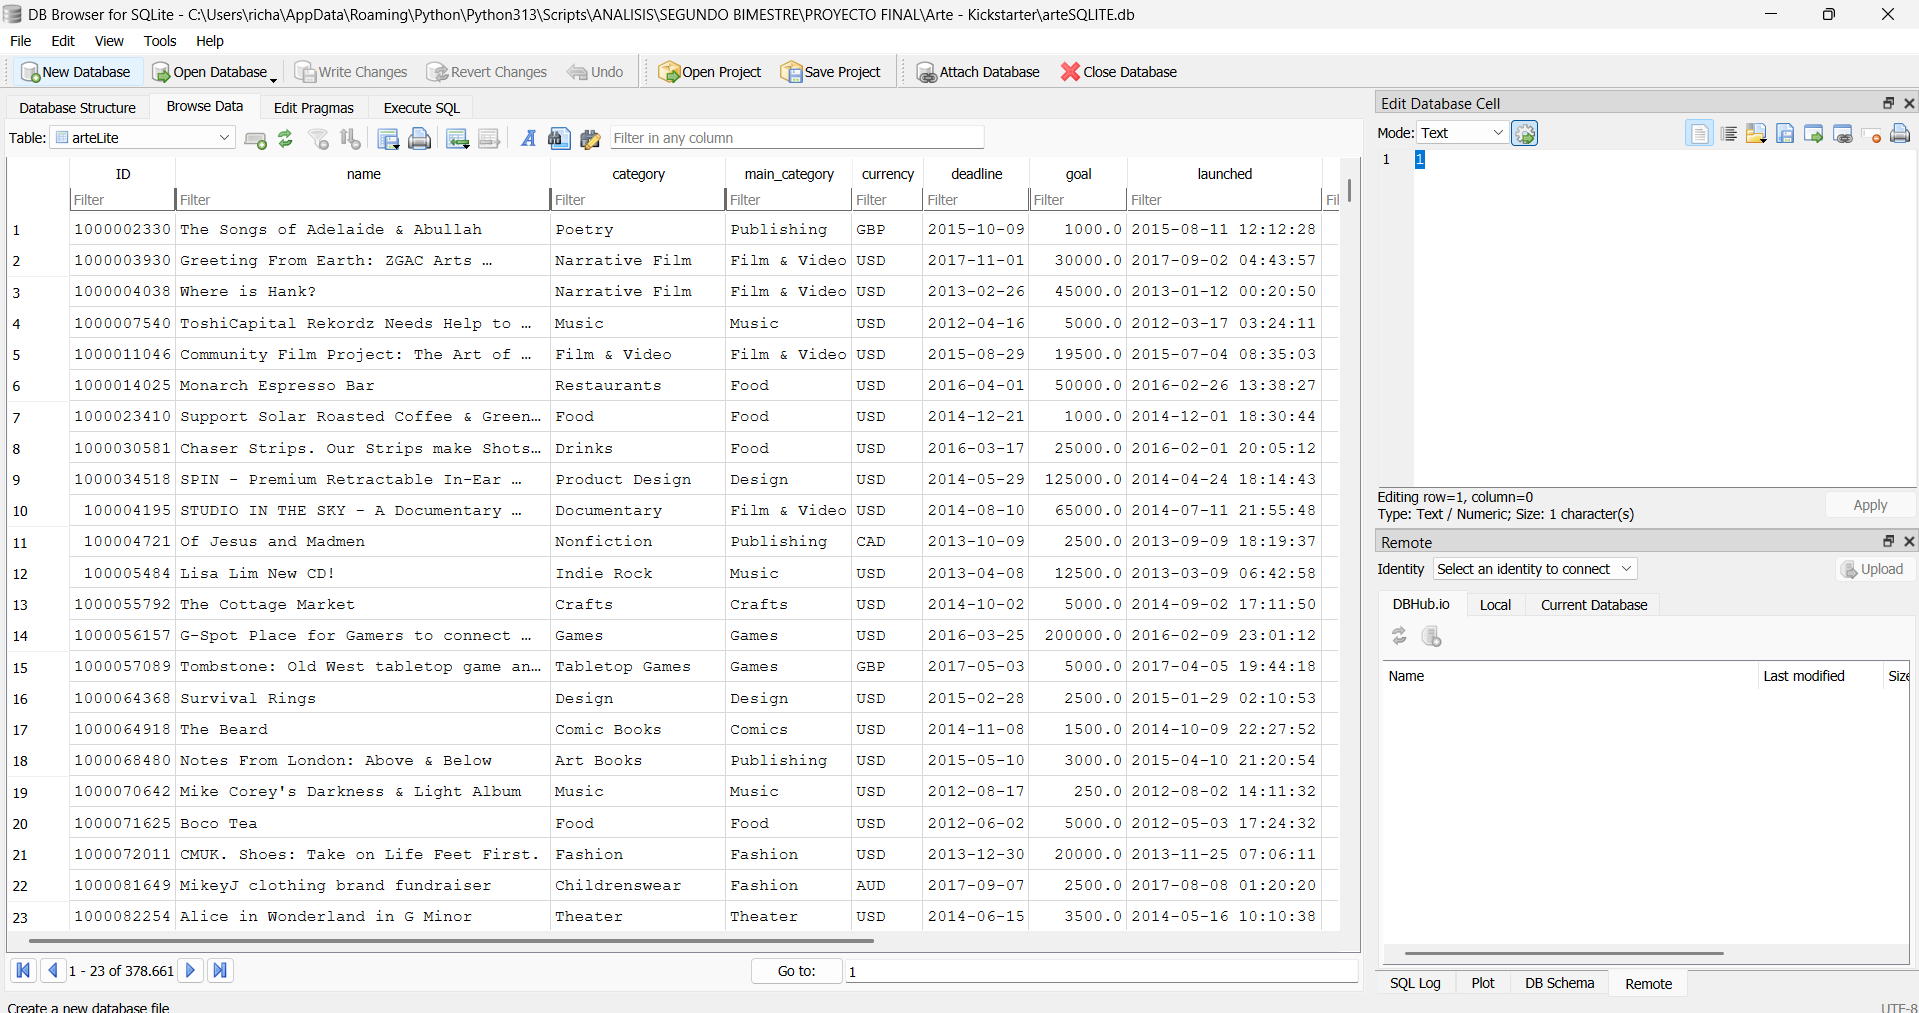 DB Browser for SQLite - C:\Users\richa\AppData\Roaming\Python\Python313\Scripts\ANALISIS\SEGUNDO BIMESTRE\PROYECTO FINAL\Arte - Kickstarter\arteSQLITE.db
File Edit View Tools Help
New Database Open Database Write Changes Revert Changes Undo Open Project Save Project Attach Database Close Database
Database Structure Browse Data Edit Pragmas Execute SQL
Table: arteLite Filter in any column
ID name category main_category currency deadline goal launched
Filter Filter Filter Filter Filter Filter Filter Filter Fil
1 1000002330 The Songs of Adelaide & Abullah Poetry Publishing GBP 2015-10-09 1000.0 2015-08-11 12:12:28
2 1000003930 Greeting From Earth: ZGAC Arts ... Narrative Film Film & Video USD 2017-11-01 30000.0 2017-09-02 04:43:57
3 1000004038 Where is Hank? Narrative Film Film & Video USD 2013-02-26 45000.0 2013-01-12 00:20:50
4 1000007540 ToshiCapital Rekordz Needs Help to ... Music Music USD 2012-04-16 5000.0 2012-03-17 03:24:11
5 1000011046 Community Film Project: The Art of ... Film & Video Film & Video USD 2015-08-29 19500.0 2015-07-04 08:35:03
6 1000014025 Monarch Espresso Bar Restaurants Food USD 2016-04-01 50000.0 2016-02-26 13:38:27
7 1000023410 Support Solar Roasted Coffee & Green... Food Food USD 2014-12-21 1000.0 2014-12-01 18:30:44
8 1000030581 Chaser Strips. Our Strips make Shots... Drinks Food USD 2016-03-17 25000.0 2016-02-01 20:05:12
9 1000034518 SPIN - Premium Retractable In-Ear ... Product Design Design USD 2014-05-29 125000.0 2014-04-24 18:14:43
10 100004195 STUDIO IN THE SKY - A Documentary ... Documentary Film & Video USD 2014-08-10 65000.0 2014-07-11 21:55:48
11 100004721 Of Jesus and Madmen Nonfiction Publishing CAD 2013-10-09 2500.0 2013-09-09 18:19:37
12 100005484 Lisa Lim New CD! Indie Rock Music USD 2013-04-08 12500.0 2013-03-09 06:42:58
13 1000055792 The Cottage Market Crafts Crafts USD 2014-10-02 5000.0 2014-09-02 17:11:50
14 1000056157 G-Spot Place for Gamers to connect ... Games Games USD 2016-03-25 200000.0 2016-02-09 23:01:12
15 1000057089 Tombstone: Old West tabletop game an... Tabletop Games Games GBP 2017-05-03 5000.0 2017-04-05 19:44:18
16 1000064368 Survival Rings Design Design USD 2015-02-28 2500.0 2015-01-29 02:10:53
17 1000064918 The Beard Comic Books Comics USD 2014-11-08 1500.0 2014-10-09 22:27:52
18 1000068480 Notes From London: Above & Below Art Books Publishing USD 2015-05-10 3000.0 2015-04-10 21:20:54
19 1000070642 Mike Corey's Darkness & Light Album Music Music USD 2012-08-17 250.0 2012-08-02 14:11:32
20 1000071625 Boco Tea Food Food USD 2012-06-02 5000.0 2012-05-03 17:24:32
21 1000072011 CMUK. Shoes: Take on Life Feet First. Fashion Fashion USD 2013-12-30 20000.0 2013-11-25 07:06:11
22 1000081649 MikeyJ clothing brand fundraiser Childrenswear Fashion AUD 2017-09-07 2500.0 2017-08-08 01:20:20
23 1000082254 Alice in Wonderland in G Minor Theater Theater USD 2014-06-15 3500.0 2014-05-16 10:10:38
1 - 23 of 378.661 Go to: 1
Create a new database file
Edit Database Cell
Mode: Text
1 1
Editing row=1, column=0
Type: Text / Numeric; Size: 1 character(s)
Apply
Remote
Identity Select an identity to connect Upload
DBHub.io Local Current Database
Name Last modified Size
SQL Log Plot DB Schema Remote
UTF-8